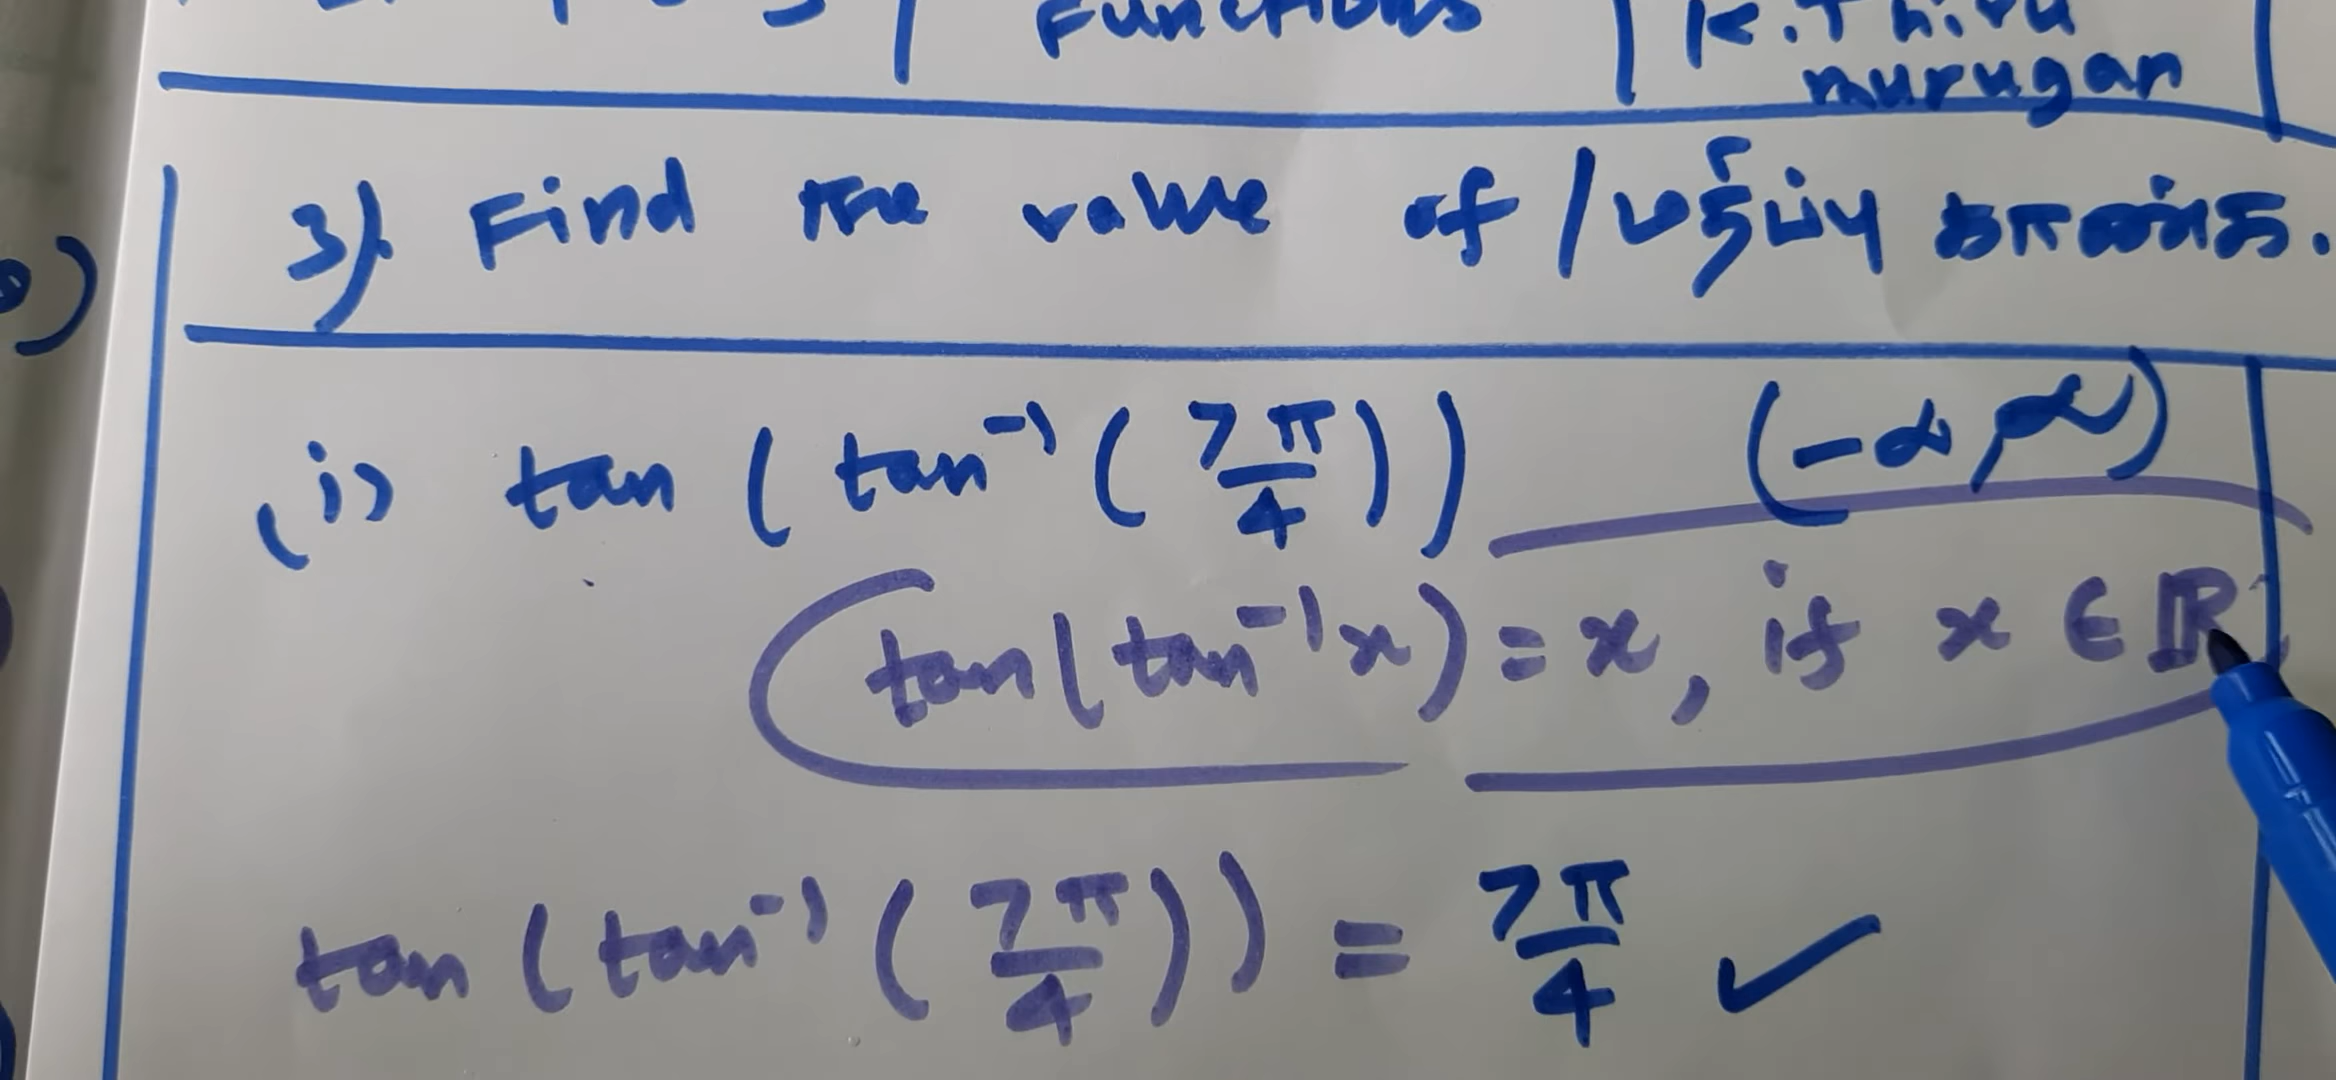 Functions K.Thiru
murugan
3). Find the value of / மதிப்பு காண்க.
(i) tan ( tan⁻¹ ( 7π/4 ) ) (-∝, ∝)
tan(tan⁻¹x) = x, if x ∈ ℝ
tan ( tan⁻¹ ( 7π/4 ) ) = 7π/4 ✓